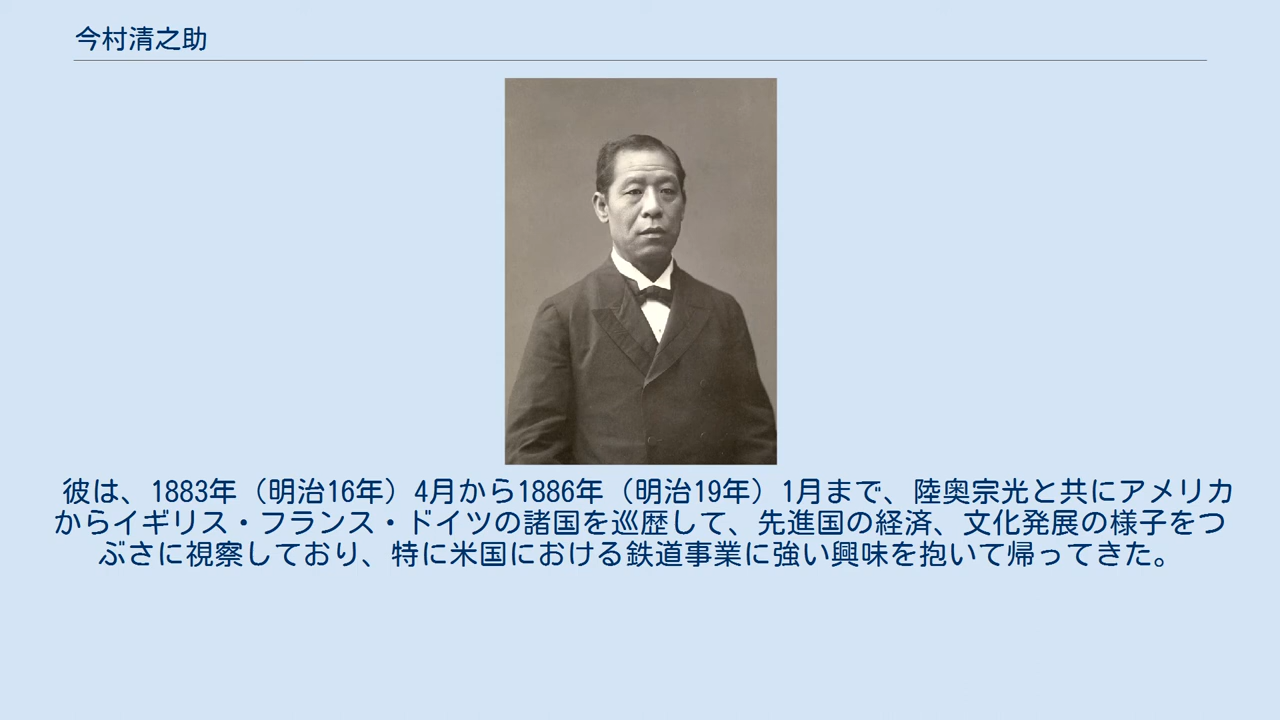 今村清之助
彼は、1883年（明治16年）4月から1886年（明治19年）1月まで、陸奥宗光と共にアメリカ
からイギリス・フランス・ドイツの諸国を巡歴して、先進国の経済、文化発展の様子をつ
ぶさに視察しており、特に米国における鉄道事業に強い興味を抱いて帰ってきた。